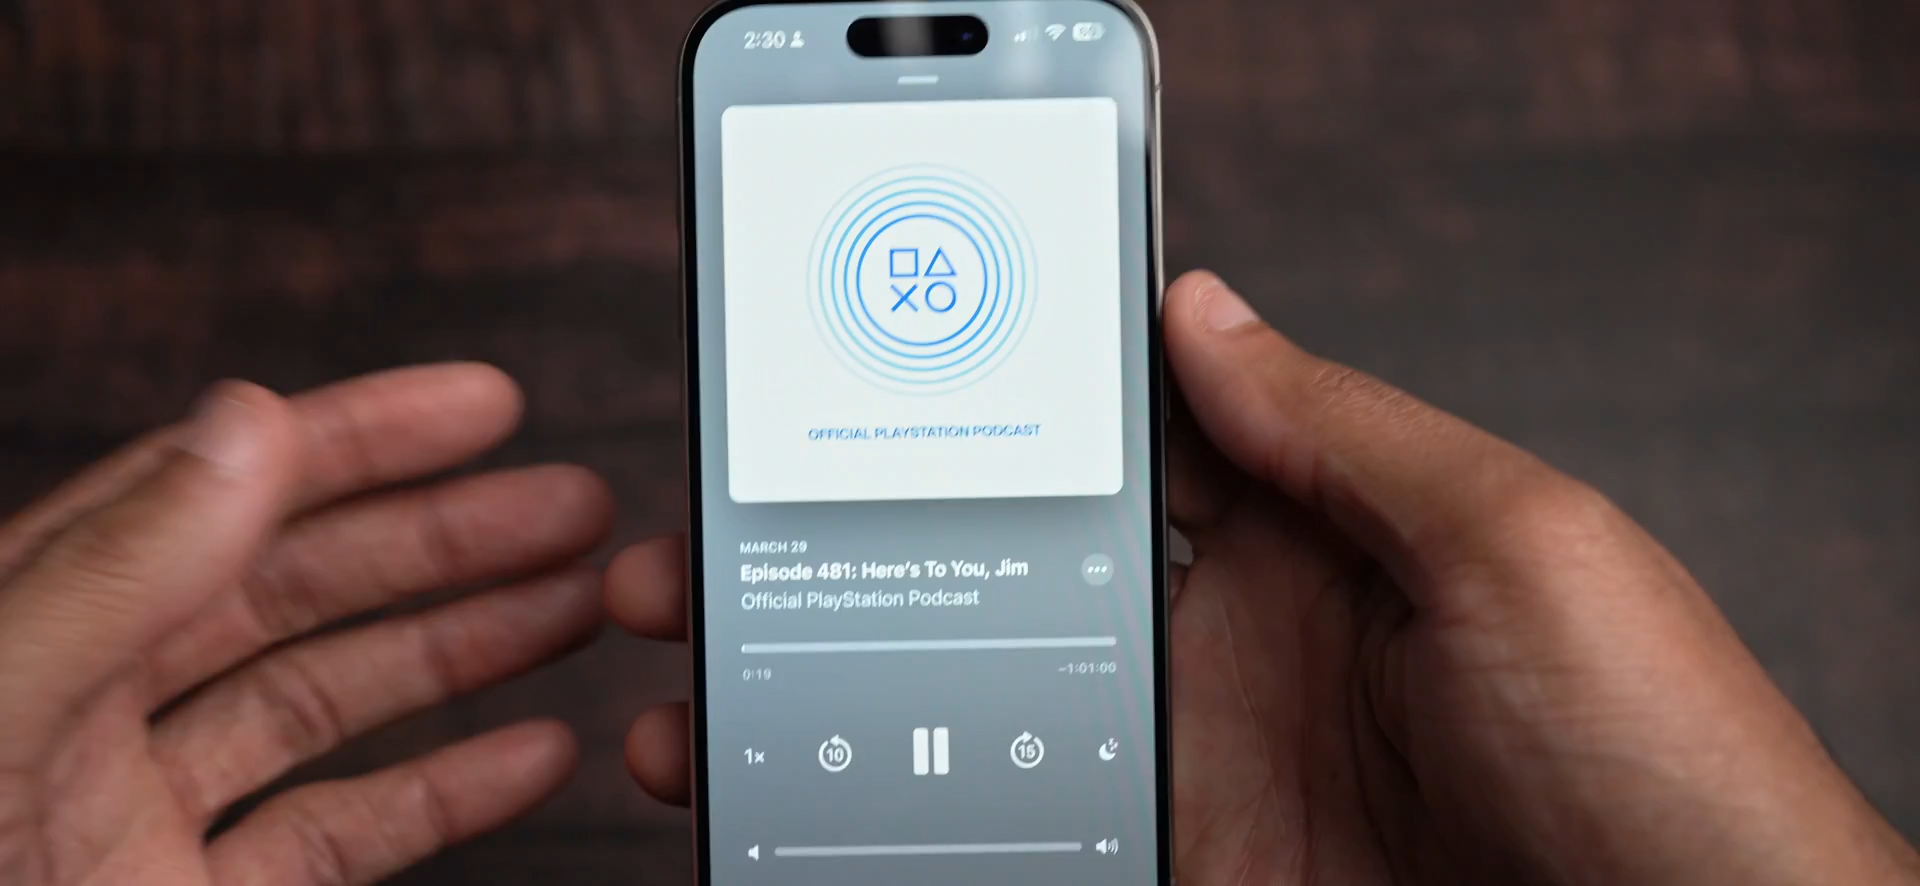 2:30
OFFICIAL PLAYSTATION PODCAST
MARCH 29
Episode 481: Here's To You, Jim
Official PlayStation Podcast
0:19
-1:01:00
1x
10
15